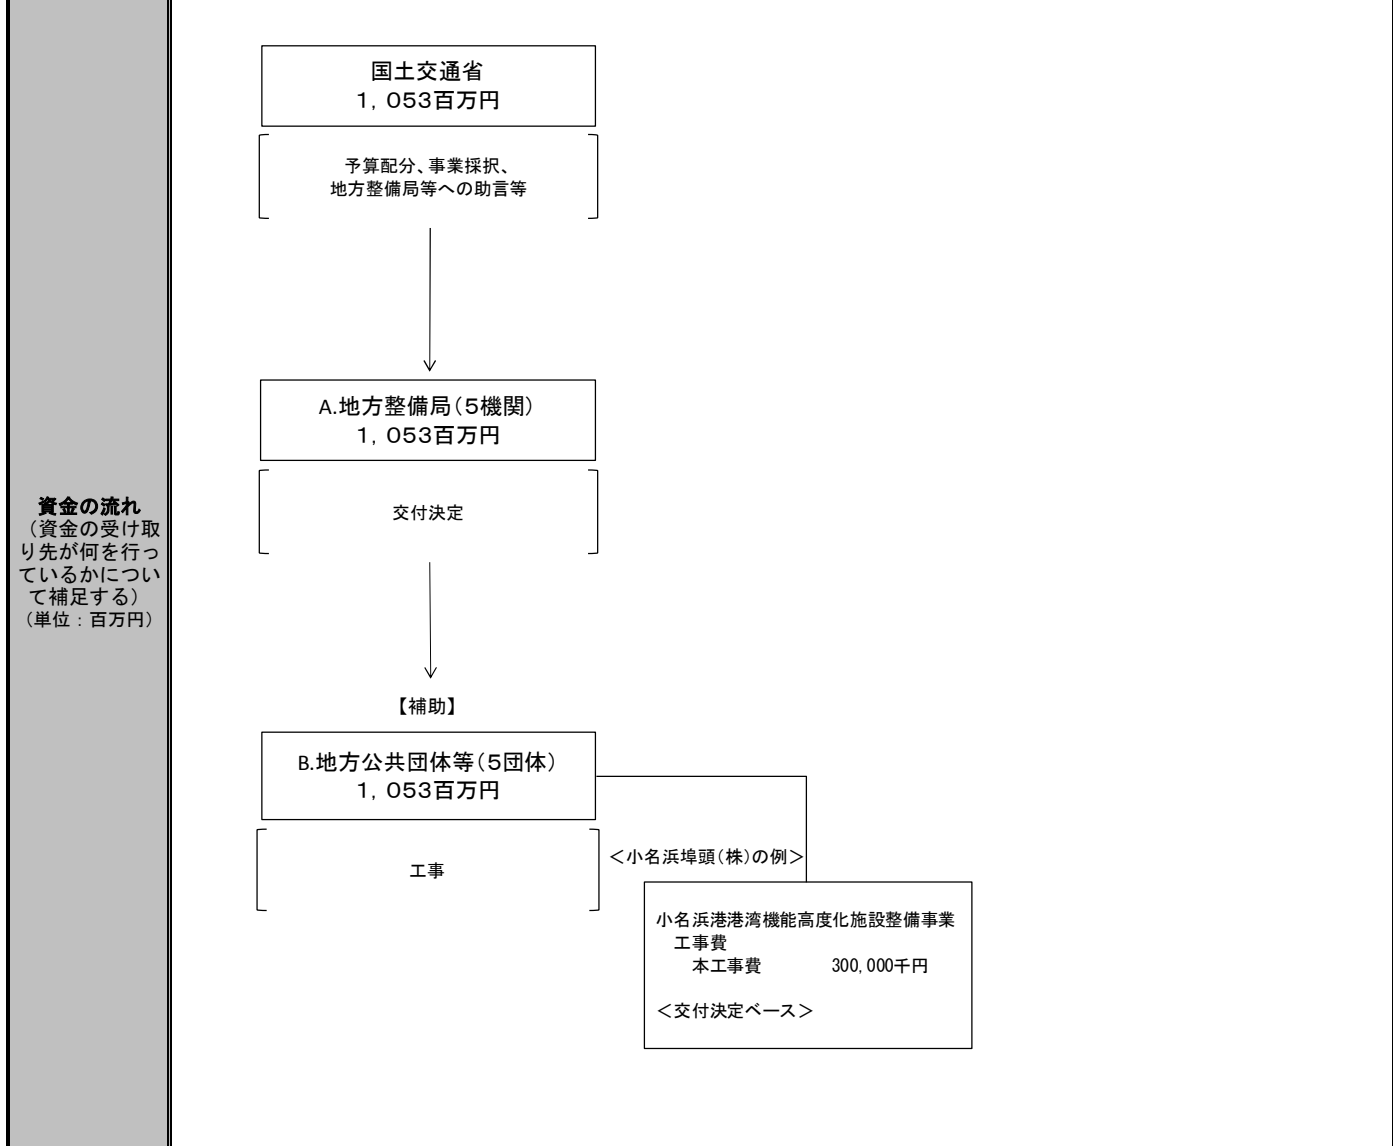 国土交通省
１，０５３百万円
予算配分、事業採択、
地方整備局等への助言等
A.地方整備局（５機関）
１，０５３百万円
交付決定
資金の流れ
（資金の受け取
り先が何を行っ
ているかについ
て補足する）
（単位：百万円）
【補助】
B.地方公共団体等（５団体）
１，０５３百万円
工事
＜小名浜埠頭（株）の例＞
小名浜港港湾機能高度化施設整備事業
工事費
本工事費 300,000千円
＜交付決定ベース＞